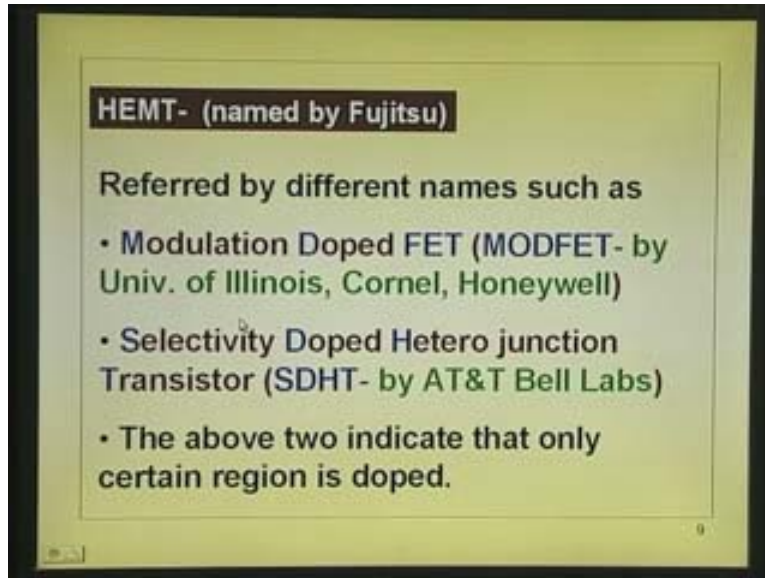 HEMT- (named by Fujitsu)
Referred by different names such as
• Modulation Doped FET (MODFET- by
Univ. of Illinois, Cornel, Honeywell)
• Selectivity Doped Hetero junction
Transistor (SDHT- by AT&T Bell Labs)
• The above two indicate that only
certain region is doped.
9